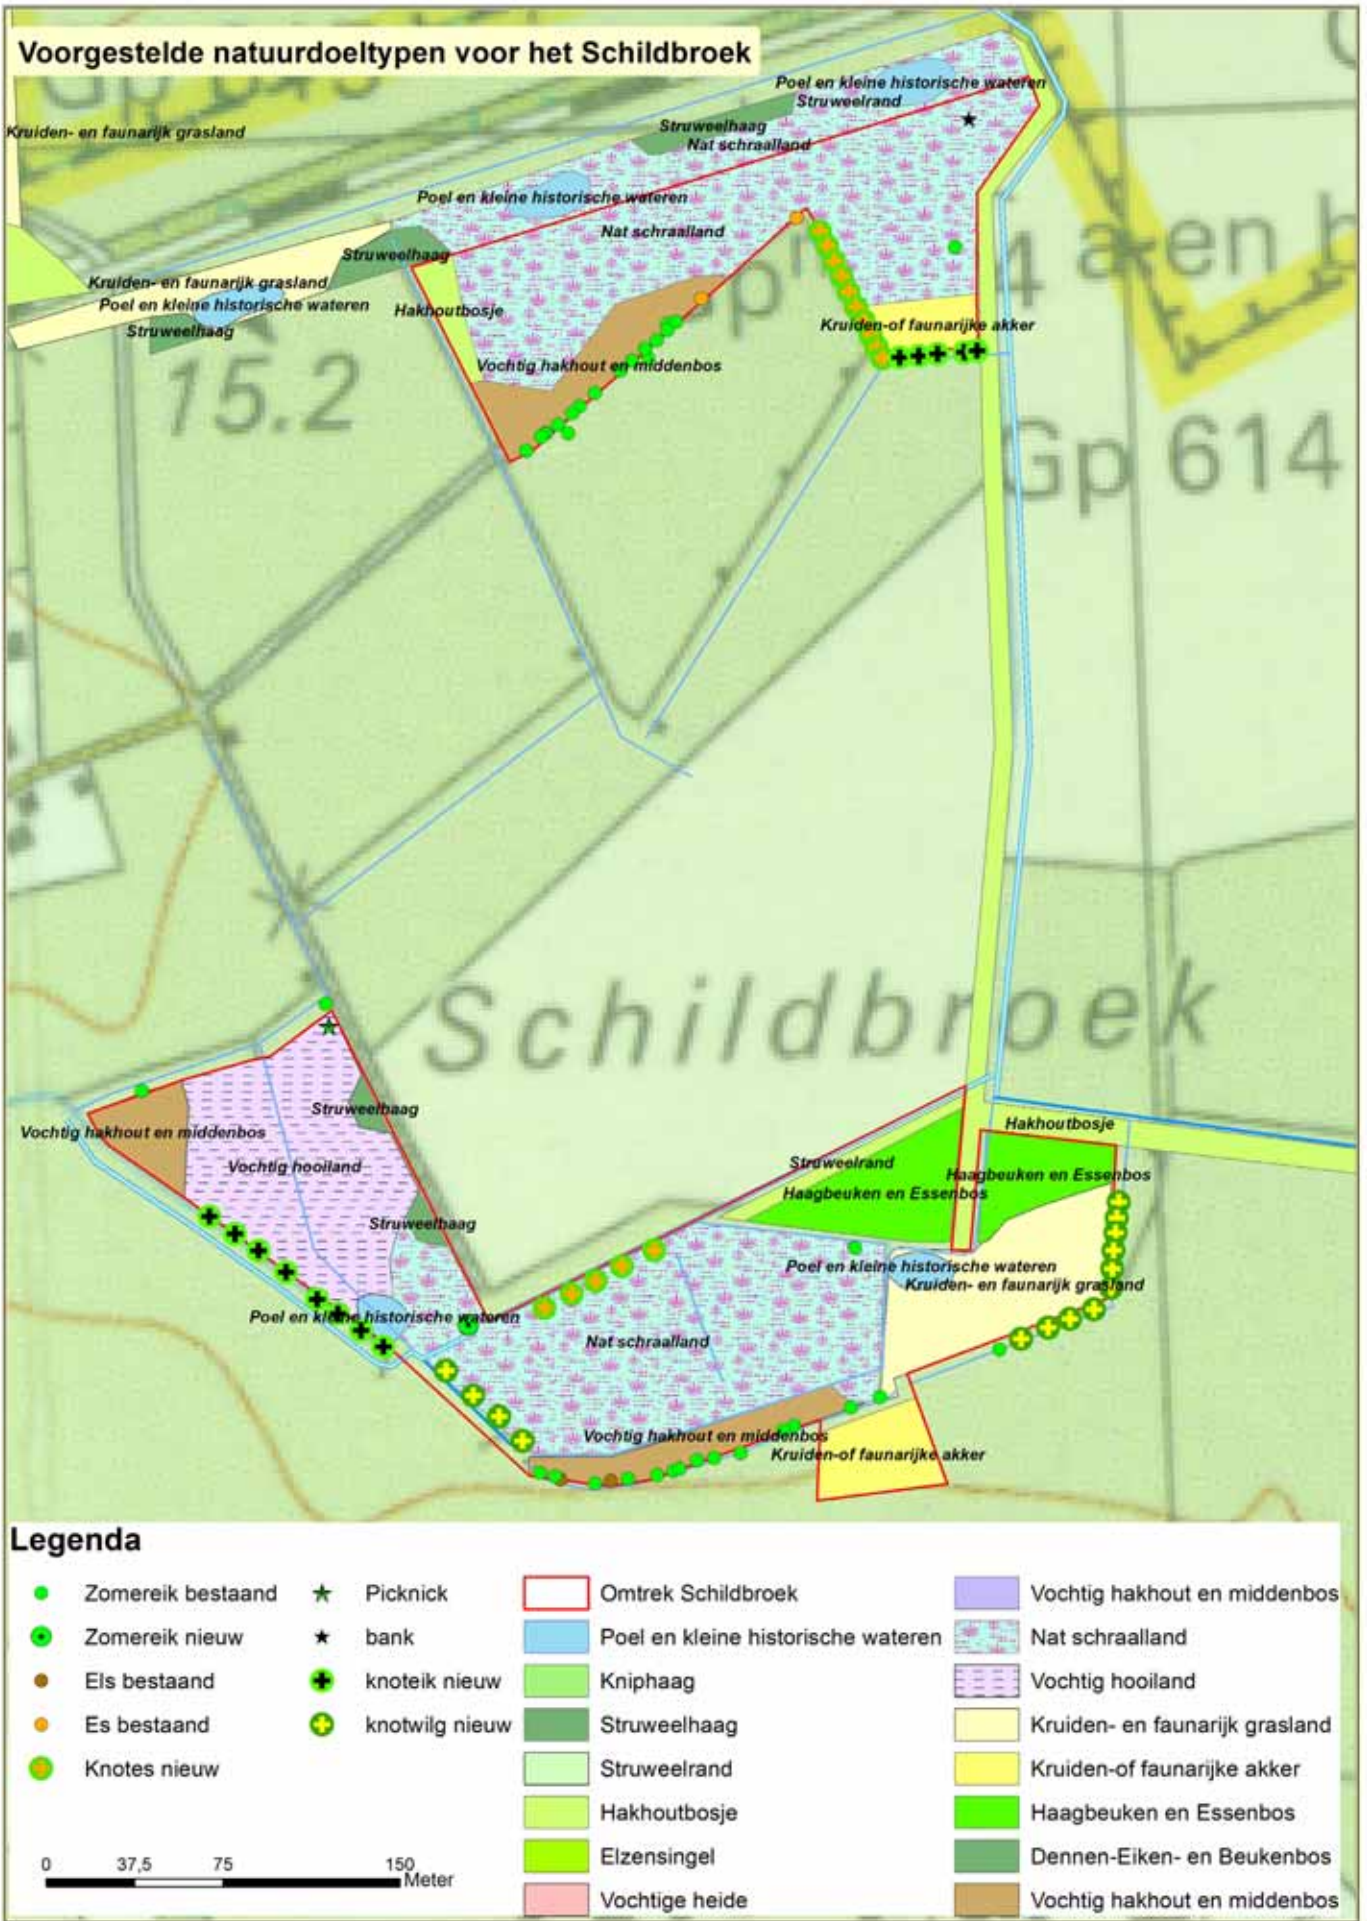 Voorgestelde natuurdoeltypen voor het Schildbroek
Poel en kleine historische wateren
Struweelrand
Kruiden- en faunarijk grasland
Struweelhaag
Nat schraalland
Poel en kleine historische wateren
Nat schraalland
Struweelhaag
Kruiden- en faunarijk grasland
Poel en kleine historische wateren
Hakhoutbosje
Struweelhaag
Kruiden-of faunarijke akker
Vochtig hakhout en middenbos
15.2
4 a-en
Gp 614
Schildbroek
Struweelhaag
Hakhoutbosje
Vochtig hakhout en middenbos
Vochtig hooiland
Struweelrand
Haagbeuken en Essenbos
Haagbeuken en Essenbos
Struweelhaag
Poel en kleine historische wateren
Kruiden- en faunarijk grasland
Poel en kleine historische wateren
Nat schraalland
Vochtig hakhout en middenbos
Kruiden-of faunarijke akker
Legenda
Zomereik bestaand
Zomereik nieuw
Els bestaand
Es bestaand
Knotes nieuw
Picknick
bank
knoteik nieuw
knotwilg nieuw
Omtrek Schildbroek
Poel en kleine historische wateren
Kniphaag
Struweelhaag
Struweelrand
Hakhoutbosje
Elzensingel
Vochtige heide
Vochtig hakhout en middenbos
Nat schraalland
Vochtig hooiland
Kruiden- en faunarijk grasland
Kruiden-of faunarijke akker
Haagbeuken en Essenbos
Dennen-Eiken- en Beukenbos
Vochtig hakhout en middenbos
0 37,5 75 150
Meter